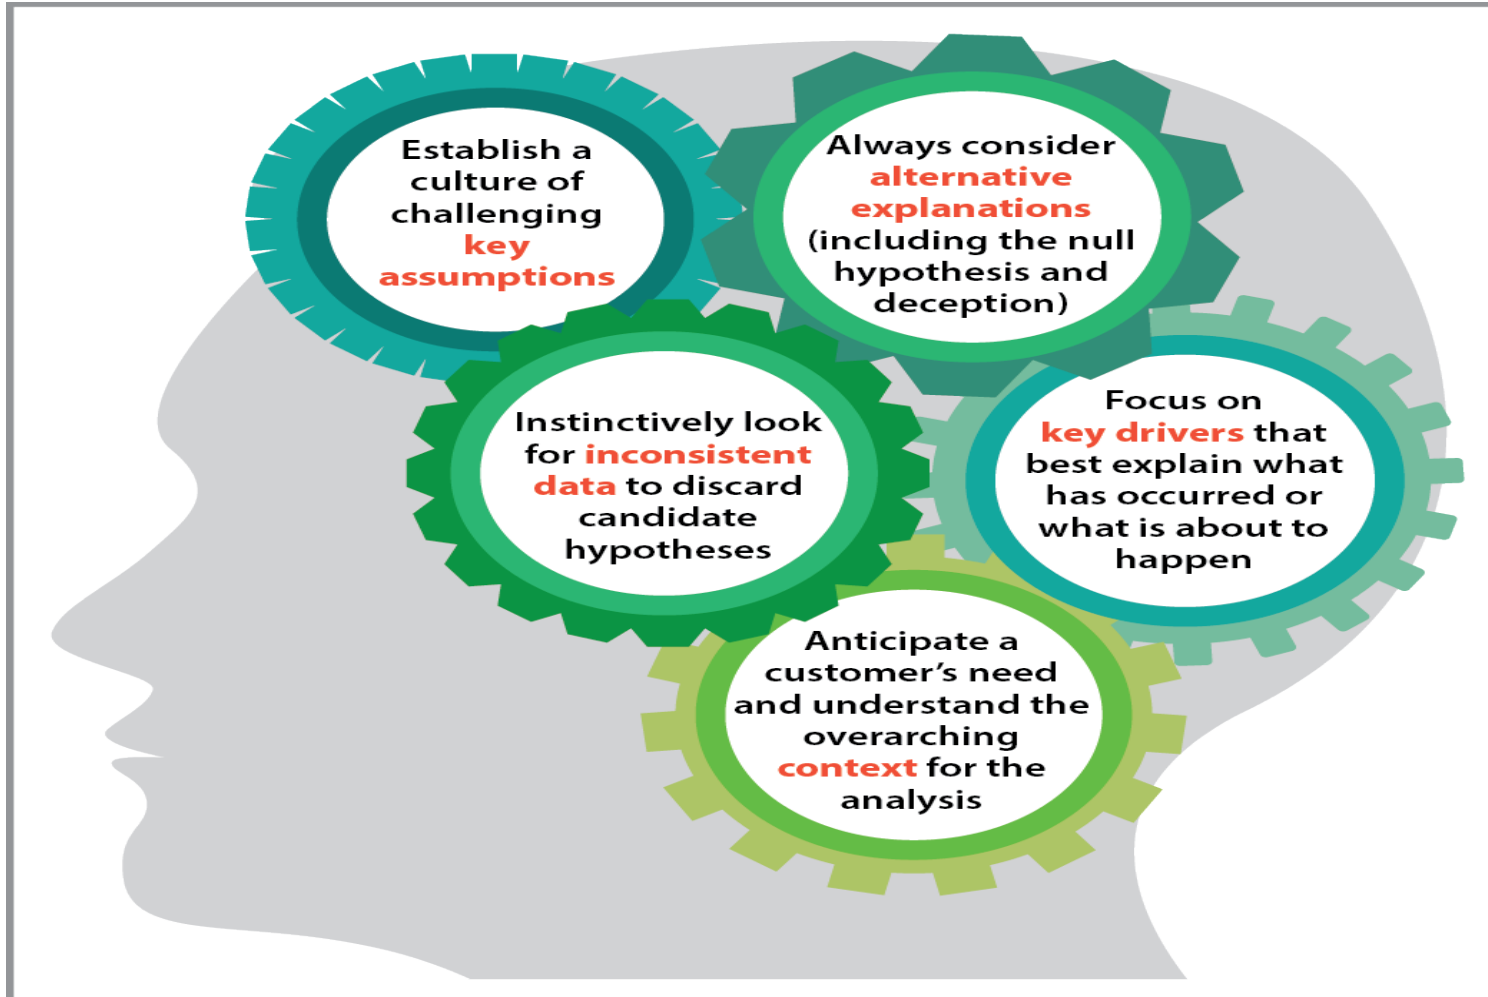 Establish a
culture of
challenging
key
assumptions
Always consider
alternative
explanations
(including the null
hypothesis and
deception)
Instinctively look
for inconsistent
data to discard
candidate
hypotheses
Focus on
key drivers that
best explain what
has occurred or
what is about to
happen
Anticipate a
customer’s need
and understand the
overarching
context for the
analysis